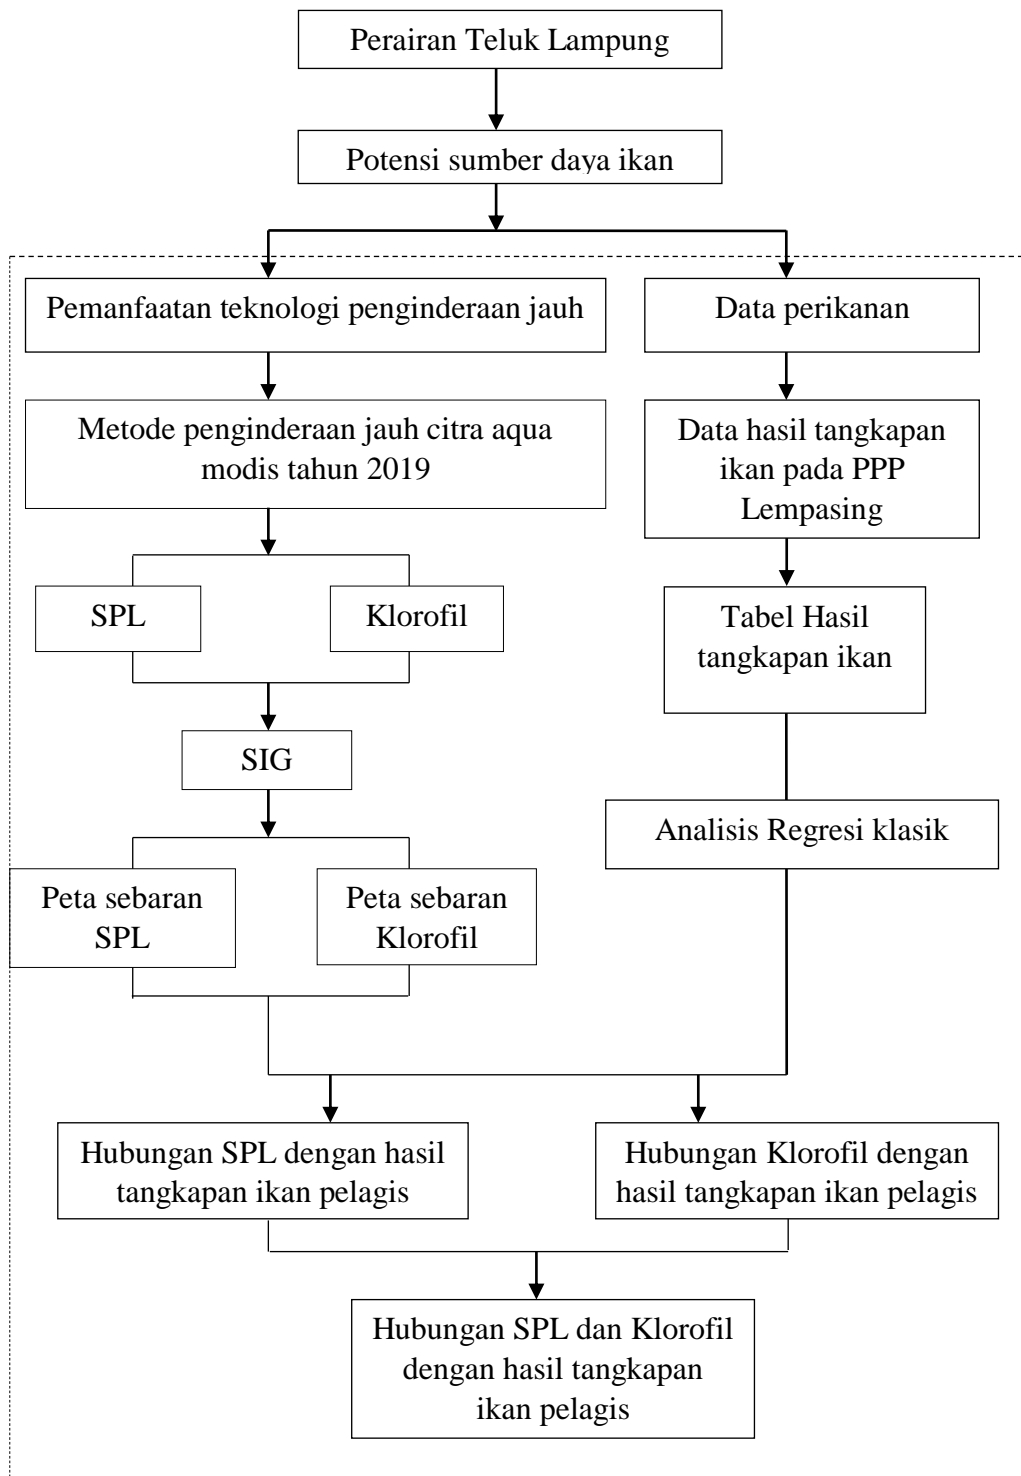 Perairan Teluk Lampung
Potensi sumber daya ikan
Pemanfaatan teknologi penginderaan jauh
Data perikanan
Metode penginderaan jauh citra aqua
modis tahun 2019
Data hasil tangkapan
ikan pada PPP
Lempasing
SPL
Klorofil
Tabel Hasil
tangkapan ikan
SIG
Analisis Regresi klasik
Peta sebaran
SPL
Peta sebaran
Klorofil
Hubungan SPL dengan hasil
tangkapan ikan pelagis
Hubungan Klorofil dengan
hasil tangkapan ikan pelagis
Hubungan SPL dan Klorofil
dengan hasil tangkapan
ikan pelagis